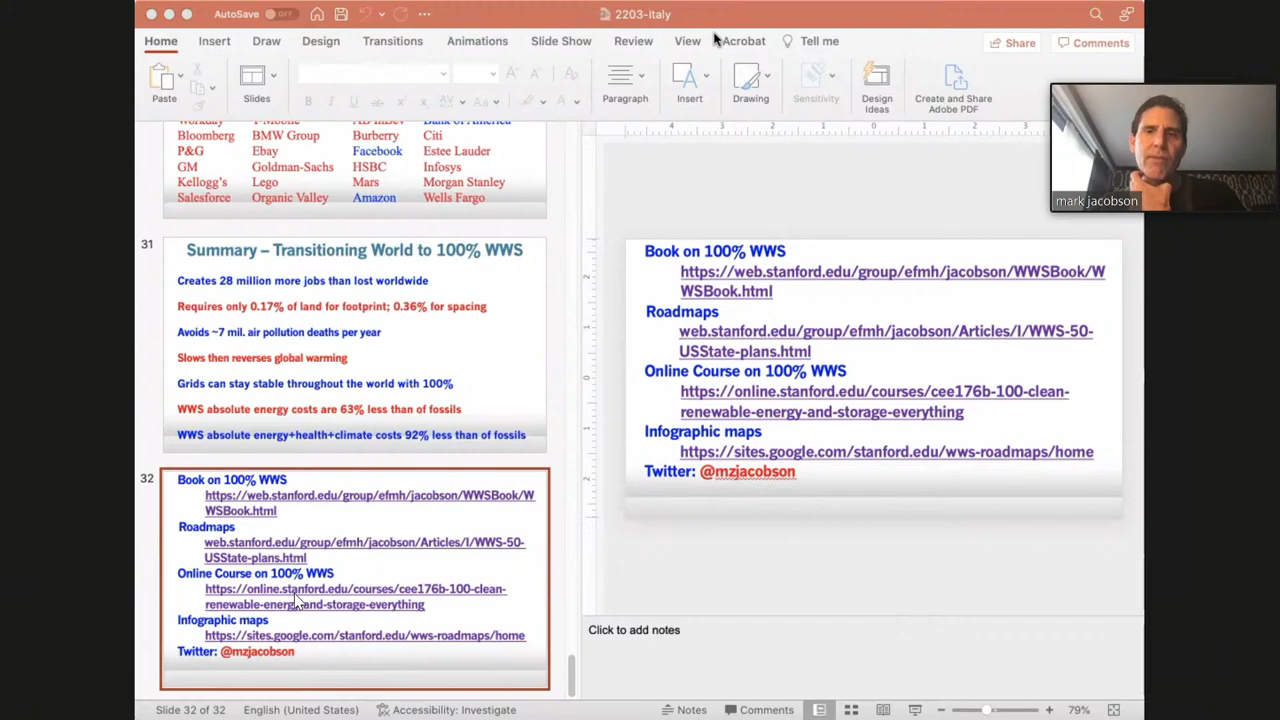 AutoSave OFF
2203-Italy
Home Insert Draw Design Transitions Animations Slide Show Review View Acrobat Tell me
Share Comments
Paste Slides Paragraph Insert Drawing Sensitivity Design Ideas Create and Share Adobe PDF
mark jacobson
Bloomberg BMW Group Burberry Citi
P&G Ebay Facebook Estee Lauder
GM Goldman-Sachs HSBC Infosys
Kellogg's Lego Mars Morgan Stanley
Salesforce Organic Valley Amazon Wells Fargo
31
Summary – Transitioning World to 100% WWS
Creates 28 million more jobs than lost worldwide
Requires only 0.17% of land for footprint; 0.36% for spacing
Avoids ~7 mil. air pollution deaths per year
Slows then reverses global warming
Grids can stay stable throughout the world with 100%
WWS absolute energy costs are 63% less than of fossils
WWS absolute energy+health+climate costs 92% less than of fossils
32
Book on 100% WWS
https://web.stanford.edu/group/efmh/jacobson/WWSBook/W
WSBook.html
Roadmaps
web.stanford.edu/group/efmh/jacobson/Articles/I/WWS-50-
USState-plans.html
Online Course on 100% WWS
https://online.stanford.edu/courses/cee176b-100-clean-
renewable-energy-and-storage-everything
Infographic maps
https://sites.google.com/stanford.edu/wws-roadmaps/home
Twitter: @mzjacobson
Book on 100% WWS
https://web.stanford.edu/group/efmh/jacobson/WWSBook/W
WSBook.html
Roadmaps
web.stanford.edu/group/efmh/jacobson/Articles/I/WWS-50-
USState-plans.html
Online Course on 100% WWS
https://online.stanford.edu/courses/cee176b-100-clean-
renewable-energy-and-storage-everything
Infographic maps
https://sites.google.com/stanford.edu/wws-roadmaps/home
Twitter: @mzjacobson
Click to add notes
Slide 32 of 32 English (United States) Accessibility: Investigate Notes Comments 79%